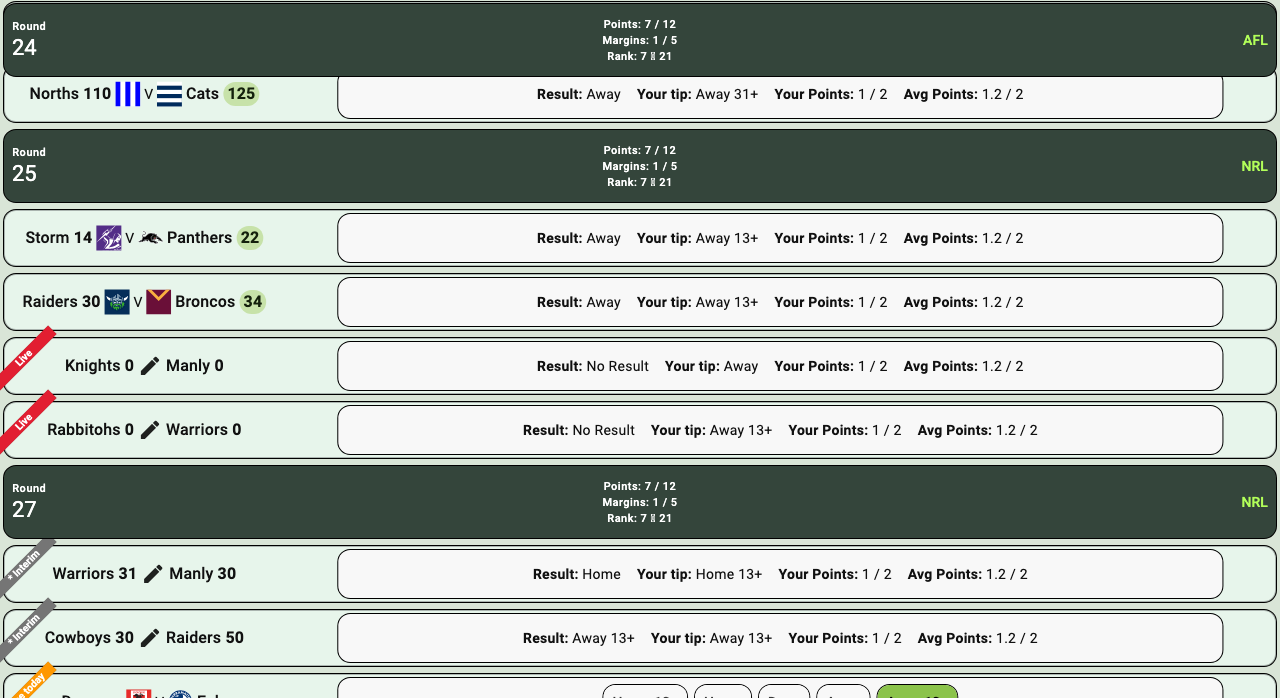 Round
24
Points: 7 / 12
Margins: 1 / 5
Rank: 7 21
AFL
Norths 110 V Cats 125
Result: Away Your tip: Away 31+ Your Points: 1 / 2 Avg Points: 1.2 / 2
Round
25
Points: 7 / 12
Margins: 1 / 5
Rank: 7 21
NRL
Storm 14 V Panthers 22
Result: Away Your tip: Away 13+ Your Points: 1 / 2 Avg Points: 1.2 / 2
Raiders 30 V Broncos 34
Result: Away Your tip: Away 13+ Your Points: 1 / 2 Avg Points: 1.2 / 2
Live
Knights 0 Manly 0
Result: No Result Your tip: Away Your Points: 1 / 2 Avg Points: 1.2 / 2
Live
Rabbitohs 0 Warriors 0
Result: No Result Your tip: Away 13+ Your Points: 1 / 2 Avg Points: 1.2 / 2
Round
27
Points: 7 / 12
Margins: 1 / 5
Rank: 7 21
NRL
* Interim
Warriors 31 Manly 30
Result: Home Your tip: Home 13+ Your Points: 1 / 2 Avg Points: 1.2 / 2
* Interim
Cowboys 30 Raiders 50
Result: Away 13+ Your tip: Away 13+ Your Points: 1 / 2 Avg Points: 1.2 / 2
today